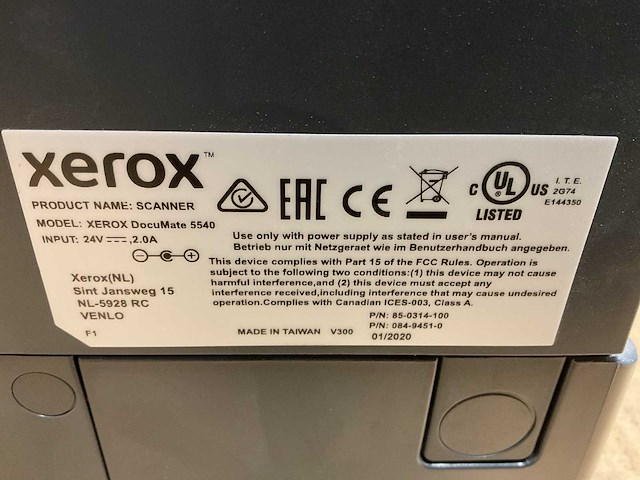 xerox™
PRODUCT NAME: SCANNER
MODEL: XEROX DocuMate 5540
INPUT: 24V⎓,2.0A
Xerox(NL)
Sint Jansweg 15
NL-5928 RC
VENLO
F1
EAC CE
C UL US
LISTED
I.T.E.
2G74
E144350
Use only with power supply as stated in user's manual.
Betrieb nur mit Netzgeraet wie im Benutzerhandbuch angegeben.
This device complies with Part 15 of the FCC Rules. Operation is
subject to the following two conditions:(1) this device may not cause
harmful interference,and (2) this device must accept any
interference received,including interference that may cause undesired
operation.Complies with Canadian ICES-003, Class A.
P/N: 85-0314-100
P/N: 084-9451-0
MADE IN TAIWAN V300 01/2020